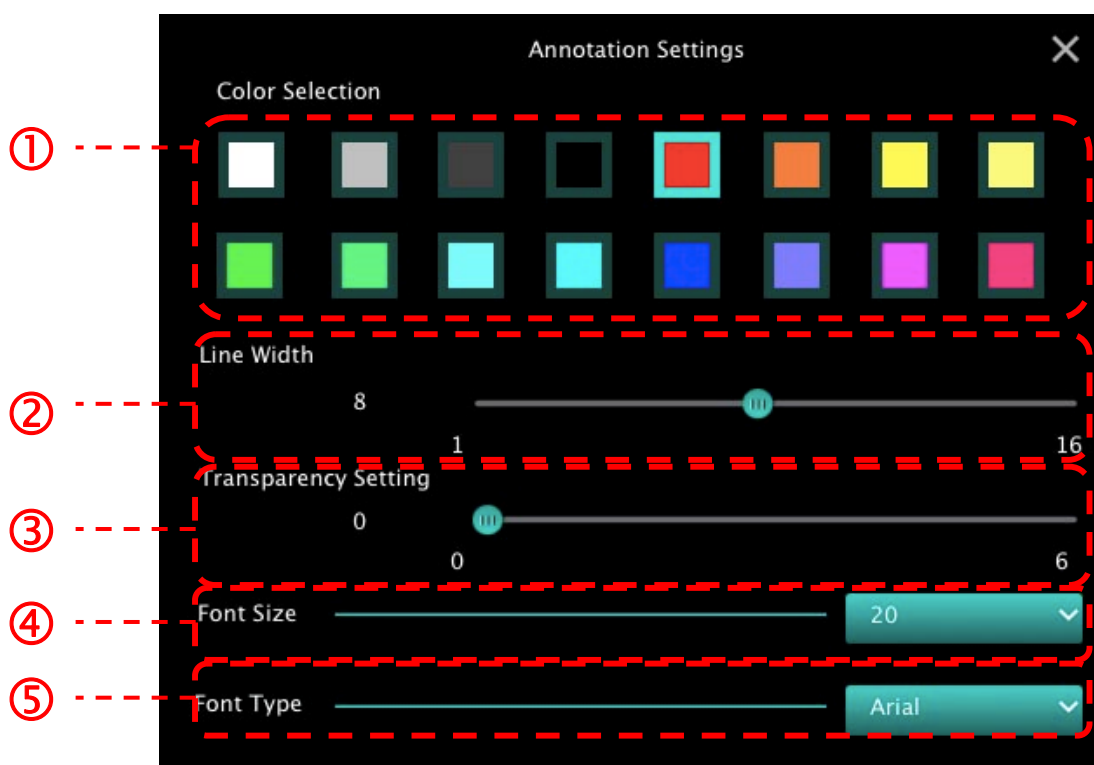 Annotation Settings
Color Selection
①
Line Width
② 8
1 16
Transparency Setting
③ 0
0 6
④ Font Size 20
⑤ Font Type Arial